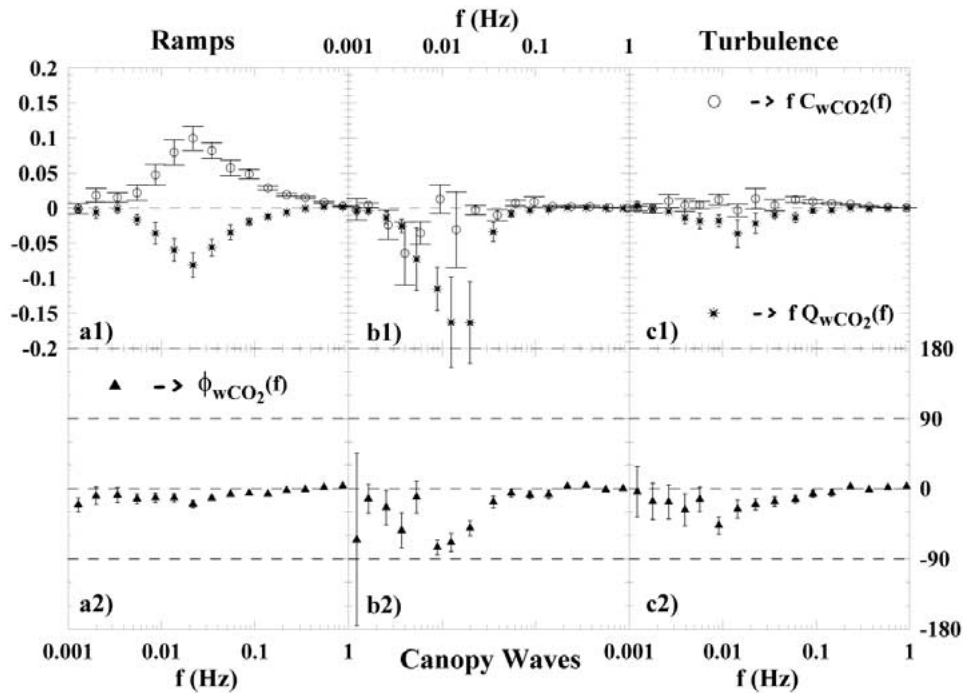 f (Hz)
Ramps 0.001 0.01 0.1 1 Turbulence
0.2
0.15
0.1
0.05
0
-0.05
-0.1
-0.15
-0.2
○ --> f C_wCO2(f)
✱ --> f Q_wCO2(f)
a1) b1) c1)
180
▲ --> ϕ_wCO2(f)
90
0
-90
-180
a2) b2) c2)
0.001 0.01 0.1 1 Canopy Waves 0.001 0.01 0.1 1
f (Hz) f (Hz)